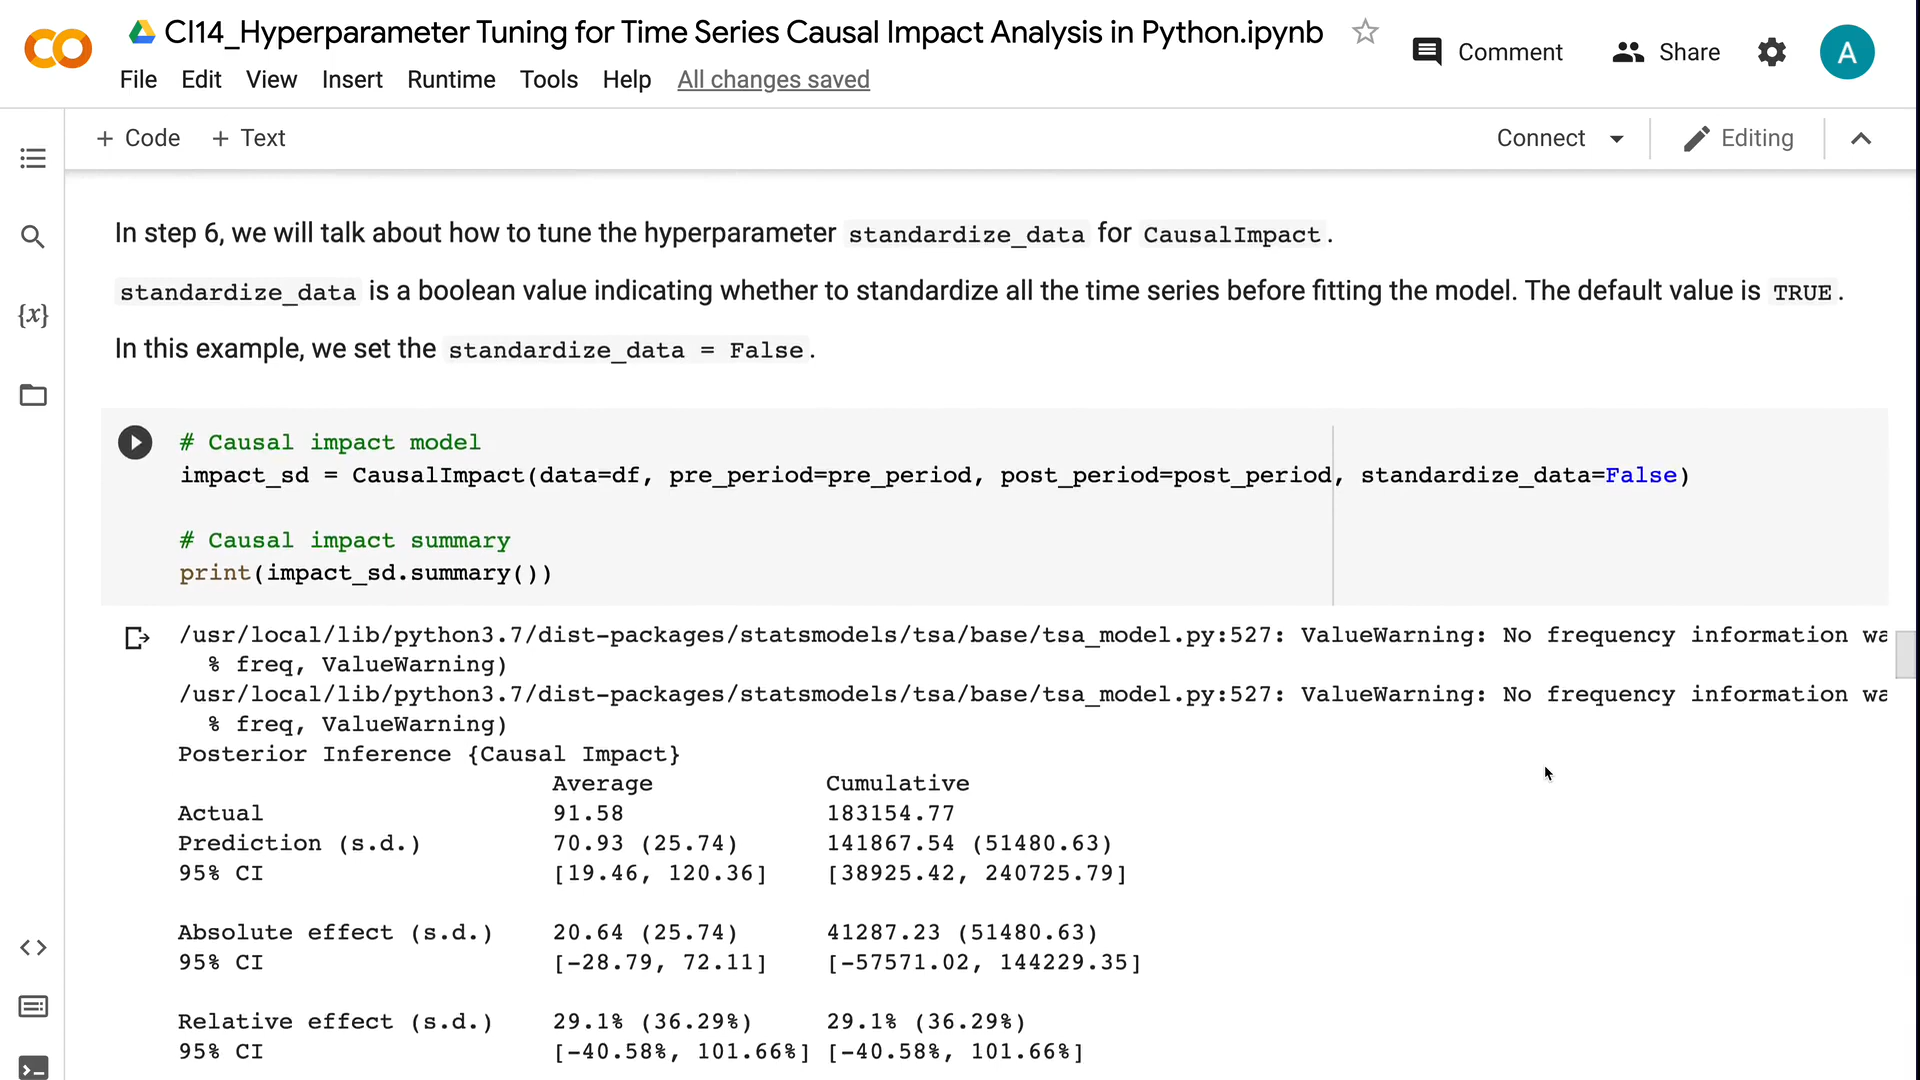 CO
CI14_Hyperparameter Tuning for Time Series Causal Impact Analysis in Python.ipynb
Comment
Share
A
File Edit View Insert Runtime Tools Help All changes saved
+ Code + Text
Connect
Editing
In step 6, we will talk about how to tune the hyperparameter standardize_data for CausalImpact.
{x}
standardize_data is a boolean value indicating whether to standardize all the time series before fitting the model. The default value is TRUE.
In this example, we set the standardize_data = False.
# Causal impact model
impact_sd = CausalImpact(data=df, pre_period=pre_period, post_period=post_period, standardize_data=False)
# Causal impact summary
print(impact_sd.summary())
/usr/local/lib/python3.7/dist-packages/statsmodels/tsa/base/tsa_model.py:527: ValueWarning: No frequency information wa
% freq, ValueWarning)
/usr/local/lib/python3.7/dist-packages/statsmodels/tsa/base/tsa_model.py:527: ValueWarning: No frequency information wa
% freq, ValueWarning)
Posterior Inference {Causal Impact}
Average Cumulative
Actual 91.58 183154.77
Prediction (s.d.) 70.93 (25.74) 141867.54 (51480.63)
95% CI [19.46, 120.36] [38925.42, 240725.79]
Absolute effect (s.d.) 20.64 (25.74) 41287.23 (51480.63)
95% CI [-28.79, 72.11] [-57571.02, 144229.35]
Relative effect (s.d.) 29.1% (36.29%) 29.1% (36.29%)
95% CI [-40.58%, 101.66%] [-40.58%, 101.66%]